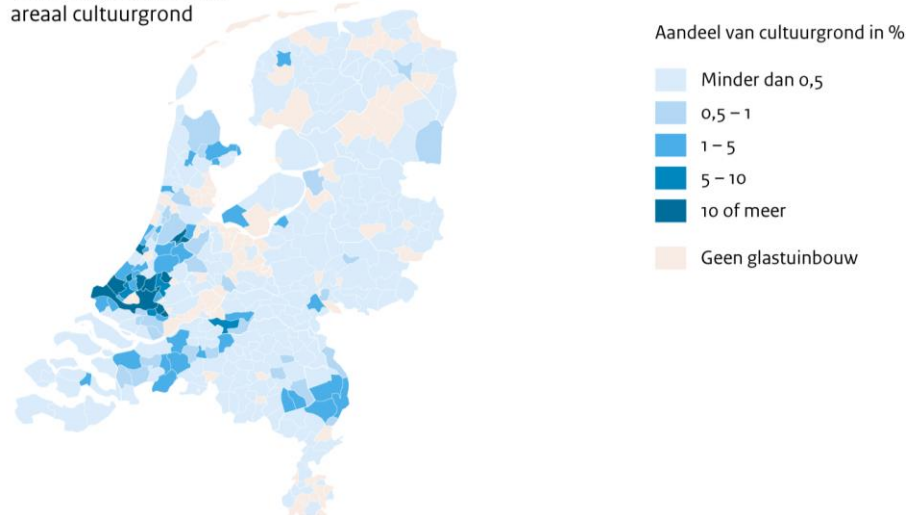 areaal cultuurgrond
Aandeel van cultuurgrond in %
Minder dan 0,5
0,5 – 1
1 – 5
5 – 10
10 of meer
Geen glastuinbouw